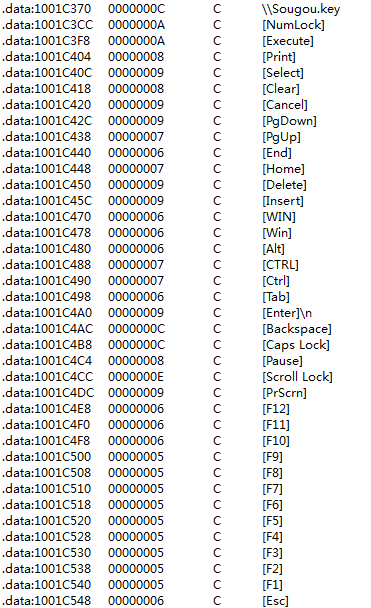 .data:1001C370 0000000C C \\Sougou.key
.data:1001C3CC 0000000A C [NumLock]
.data:1001C3F8 0000000A C [Execute]
.data:1001C404 00000008 C [Print]
.data:1001C40C 00000009 C [Select]
.data:1001C418 00000008 C [Clear]
.data:1001C420 00000009 C [Cancel]
.data:1001C42C 00000009 C [PgDown]
.data:1001C438 00000007 C [PgUp]
.data:1001C440 00000006 C [End]
.data:1001C448 00000007 C [Home]
.data:1001C450 00000009 C [Delete]
.data:1001C45C 00000009 C [Insert]
.data:1001C470 00000006 C [WIN]
.data:1001C478 00000006 C [Win]
.data:1001C480 00000006 C [Alt]
.data:1001C488 00000007 C [CTRL]
.data:1001C490 00000007 C [Ctrl]
.data:1001C498 00000006 C [Tab]
.data:1001C4A0 00000009 C [Enter]\n
.data:1001C4AC 0000000C C [Backspace]
.data:1001C4B8 0000000C C [Caps Lock]
.data:1001C4C4 00000008 C [Pause]
.data:1001C4CC 0000000E C [Scroll Lock]
.data:1001C4DC 00000009 C [PrScrn]
.data:1001C4E8 00000006 C [F12]
.data:1001C4F0 00000006 C [F11]
.data:1001C4F8 00000006 C [F10]
.data:1001C500 00000005 C [F9]
.data:1001C508 00000005 C [F8]
.data:1001C510 00000005 C [F7]
.data:1001C518 00000005 C [F6]
.data:1001C520 00000005 C [F5]
.data:1001C528 00000005 C [F4]
.data:1001C530 00000005 C [F3]
.data:1001C538 00000005 C [F2]
.data:1001C540 00000005 C [F1]
.data:1001C548 00000006 C [Esc]